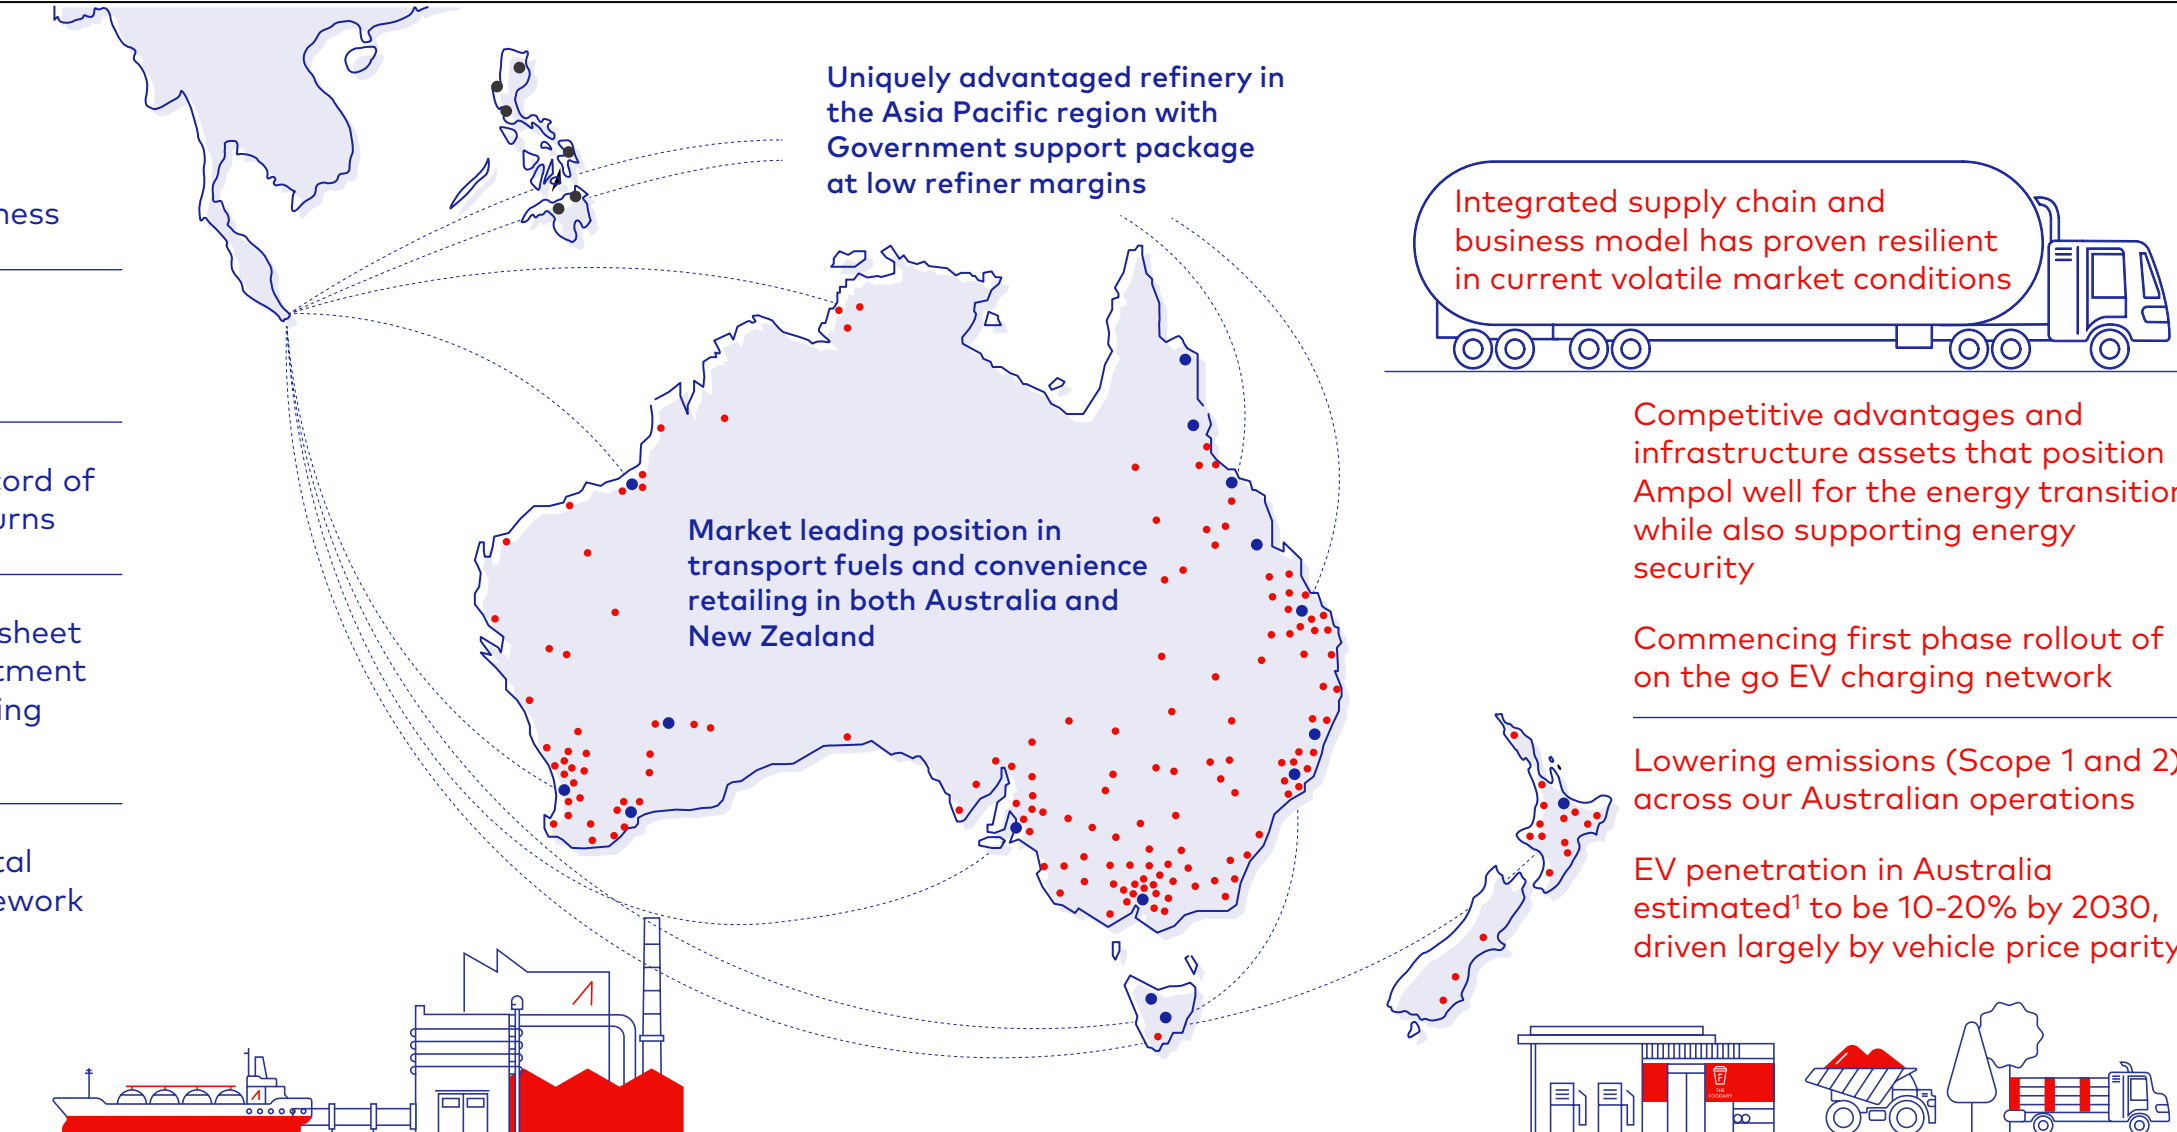 Uniquely advantaged refinery in
the Asia Pacific region with
Government support package
at low refiner margins
ness
cord of
urns
sheet
tment
ing
tal
ework
Market leading position in
transport fuels and convenience
retailing in both Australia and
New Zealand
Integrated supply chain and
business model has proven resilient
in current volatile market conditions
Competitive advantages and
infrastructure assets that position
Ampol well for the energy transition
while also supporting energy
security
Commencing first phase rollout of
on the go EV charging network
Lowering emissions (Scope 1 and 2)
across our Australian operations
EV penetration in Australia
estimated¹ to be 10-20% by 2030,
driven largely by vehicle price parity
F
THE
FOODARY